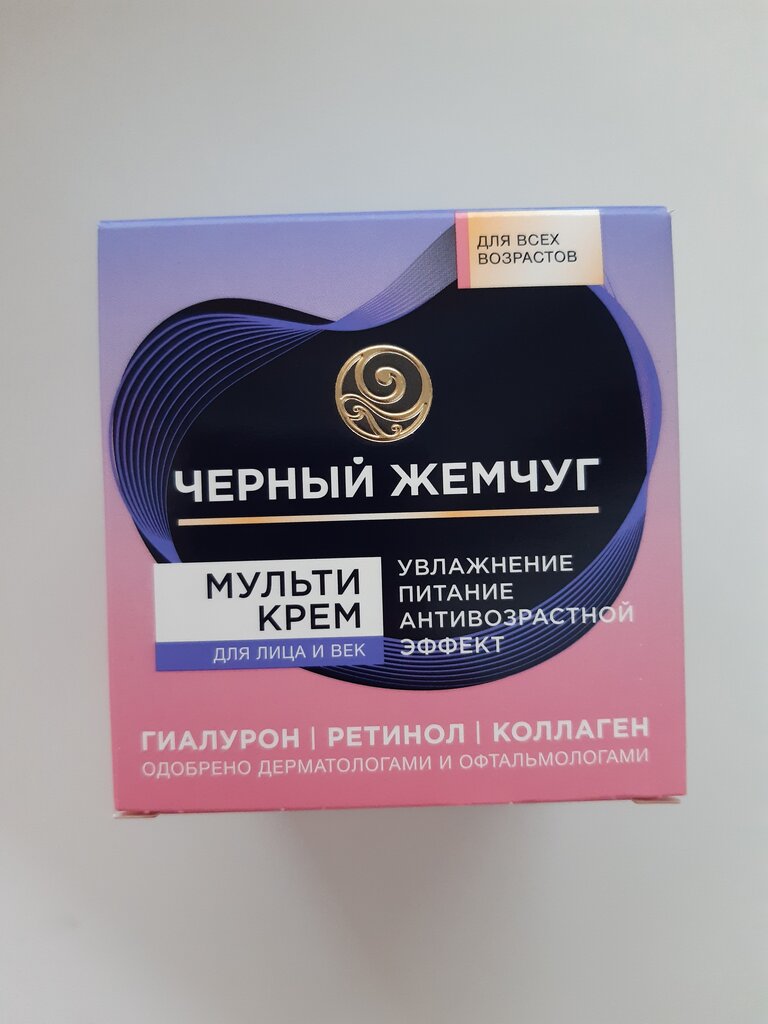 ДЛЯ ВСЕХ
ВОЗРАСТОВ
ЧЕРНЫЙ ЖЕМЧУГ
МУЛЬТИ
КРЕМ
ДЛЯ ЛИЦА И ВЕК
УВЛАЖНЕНИЕ
ПИТАНИЕ
АНТИВОЗРАСТНОЙ
ЭФФЕКТ
ГИАЛУРОН | РЕТИНОЛ | КОЛЛАГЕН
ОДОБРЕНО ДЕРМАТОЛОГАМИ И ОФТАЛЬМОЛОГАМИ